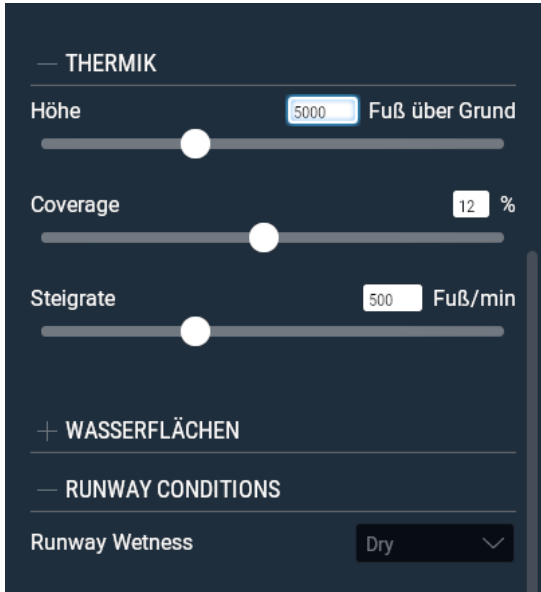 THERMIK
Höhe 5000 Fuß über Grund
Coverage 12 %
Steigrate 500 Fuß/min
WASSERFLÄCHEN
RUNWAY CONDITIONS
Runway Wetness Dry